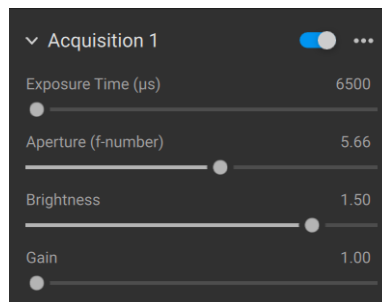 Acquisition 1
Exposure Time (µs) 6500
Aperture (f-number) 5.66
Brightness 1.50
Gain 1.00